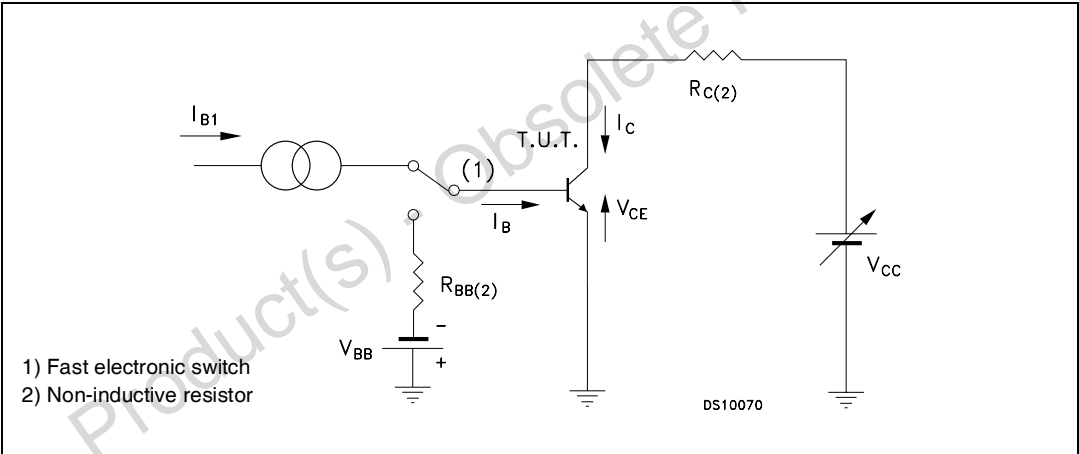 I_B1
R_C(2)
I_C
T.U.T.
(1)
V_CE
I_B
V_CC
R_BB(2)
-
V_BB
+
1) Fast electronic switch
2) Non-inductive resistor
DS10070
Product(s) - Obsolete